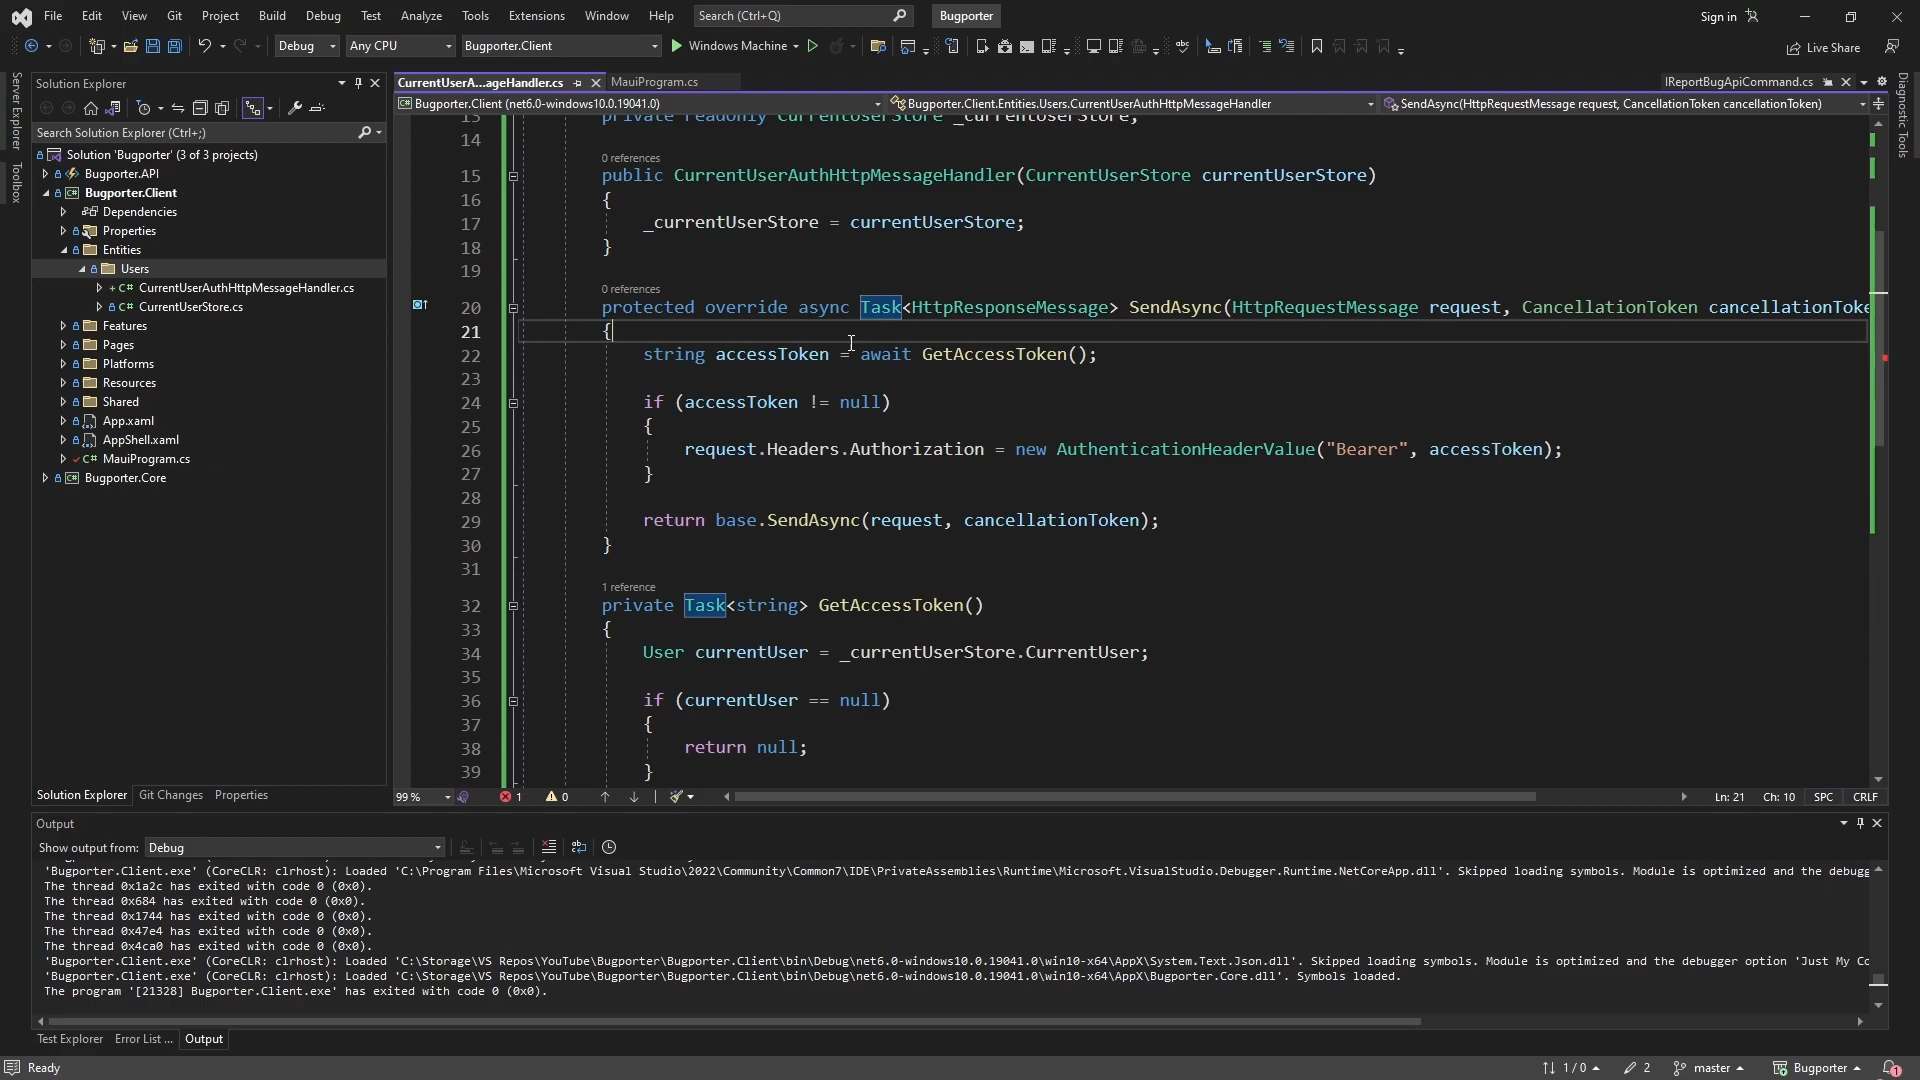 File Edit View Git Project Build Debug Test Analyze Tools Extensions Window Help Search (Ctrl+Q) Bugporter Sign in
Debug Any CPU Bugporter.Client Windows Machine Live Share
Server Explorer
Toolbox
Solution Explorer
Search Solution Explorer (Ctrl+;)
Solution 'Bugporter' (3 of 3 projects)
Bugporter.API
Bugporter.Client
Dependencies
Properties
Entities
Users
CurrentUserAuthHttpMessageHandler.cs
CurrentUserStore.cs
Features
Pages
Platforms
Resources
Shared
App.xaml
AppShell.xaml
MauiProgram.cs
Bugporter.Core
Solution Explorer Git Changes Properties
CurrentUserA...ageHandler.cs MauiProgram.cs IReportBugApiCommand.cs
Bugporter.Client (net6.0-windows10.0.19041.0) Bugporter.Client.Entities.Users.CurrentUserAuthHttpMessageHandler SendAsync(HttpRequestMessage request, CancellationToken cancellationToken)
Diagnostic Tools
13 private readonly CurrentUserStore _currentUserStore;
14
0 references
15 public CurrentUserAuthHttpMessageHandler(CurrentUserStore currentUserStore)
16 {
17 _currentUserStore = currentUserStore;
18 }
19
0 references
20 protected override async Task<HttpResponseMessage> SendAsync(HttpRequestMessage request, CancellationToken cancellationToke
21 {
22 string accessToken = await GetAccessToken();
23
24 if (accessToken != null)
25 {
26 request.Headers.Authorization = new AuthenticationHeaderValue("Bearer", accessToken);
27 }
28
29 return base.SendAsync(request, cancellationToken);
30 }
31
1 reference
32 private Task<string> GetAccessToken()
33 {
34 User currentUser = _currentUserStore.CurrentUser;
35
36 if (currentUser == null)
37 {
38 return null;
39 }
99 % 1 0 Ln: 21 Ch: 10 SPC CRLF
Output
Show output from: Debug
'Bugporter.Client.exe' (CoreCLR: clrhost): Loaded 'C:\Program Files\Microsoft Visual Studio\2022\Community\Common7\IDE\PrivateAssemblies\Runtime\Microsoft.VisualStudio.Debugger.Runtime.NetCoreApp.dll'. Skipped loading symbols. Module is optimized and the debugg
The thread 0x1a2c has exited with code 0 (0x0).
The thread 0x684 has exited with code 0 (0x0).
The thread 0x1744 has exited with code 0 (0x0).
The thread 0x47e4 has exited with code 0 (0x0).
The thread 0x4ca0 has exited with code 0 (0x0).
'Bugporter.Client.exe' (CoreCLR: clrhost): Loaded 'C:\Storage\VS Repos\YouTube\Bugporter\Bugporter.Client\bin\Debug\net6.0-windows10.0.19041.0\win10-x64\AppX\System.Text.Json.dll'. Skipped loading symbols. Module is optimized and the debugger option 'Just My Co
'Bugporter.Client.exe' (CoreCLR: clrhost): Loaded 'C:\Storage\VS Repos\YouTube\Bugporter\Bugporter.Client\bin\Debug\net6.0-windows10.0.19041.0\win10-x64\AppX\Bugporter.Core.dll'. Symbols loaded.
The program '[21328] Bugporter.Client.exe' has exited with code 0 (0x0).
Test Explorer Error List ... Output
Ready 1 / 0 2 master Bugporter 1